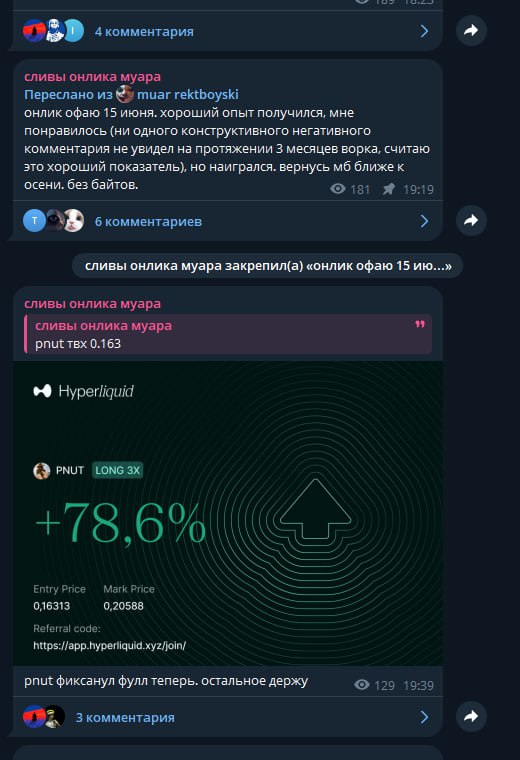 4 комментария
сливы онлика муара
Переслано из muar rektboyski
онлик офаю 15 июня. хороший опыт получился, мне
понравилось (ни одного конструктивного негативного
комментария не увидел на протяжении 3 месяцев ворка, считаю
это хороший показатель), но наигрался. вернусь мб ближе к
осени. без байтов.
181 19:19
T
6 комментариев
сливы онлика муара закрепил(а) «онлик офаю 15 ию...»
сливы онлика муара
сливы онлика муара
pnut твх 0.163
Hyperliquid
PNUT LONG 3X
+78,6%
Entry Price Mark Price
0,16313 0,20588
Referral code:
https://app.hyperliquid.xyz/join/
pnut фиксанул фулл теперь. остальное держу
129 19:39
3 комментария